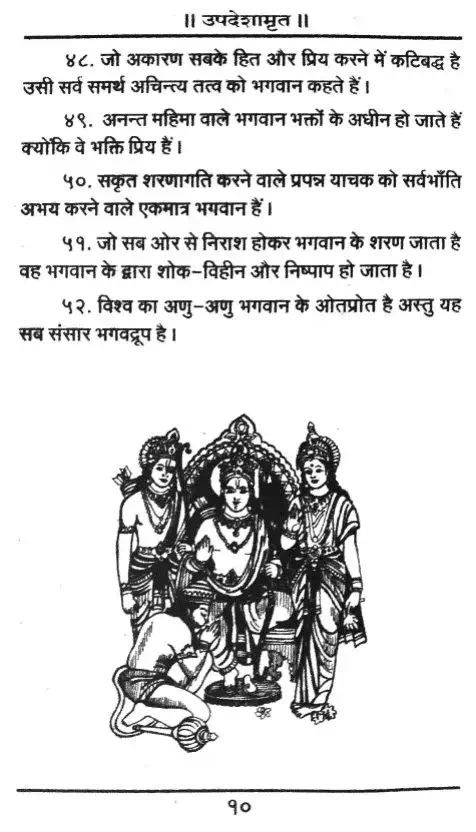 ॥ उपदेशामृत ॥
४८. जो अकारण सबके हित और प्रिय करने में कटिबद्ध है
उसी सर्व समर्थ अचिन्त्य तत्व को भगवान कहते हैं ।
४९. अनन्त महिमा वाले भगवान भक्तों के अधीन हो जाते हैं
क्योंकि वे भक्ति प्रिय हैं ।
५०. सकृत शरणागति करने वाले प्रपन्न याचक को सर्वभाँति
अभय करने वाले एकमात्र भगवान हैं ।
५१. जो सब ओर से निराश होकर भगवान के शरण जाता है
वह भगवान के द्वारा शोक-विहीन और निष्पाप हो जाता है ।
५२. विश्व का अणु-अणु भगवान के ओतप्रोत है अस्तु यह
सब संसार भगवद्रूप है ।
१०